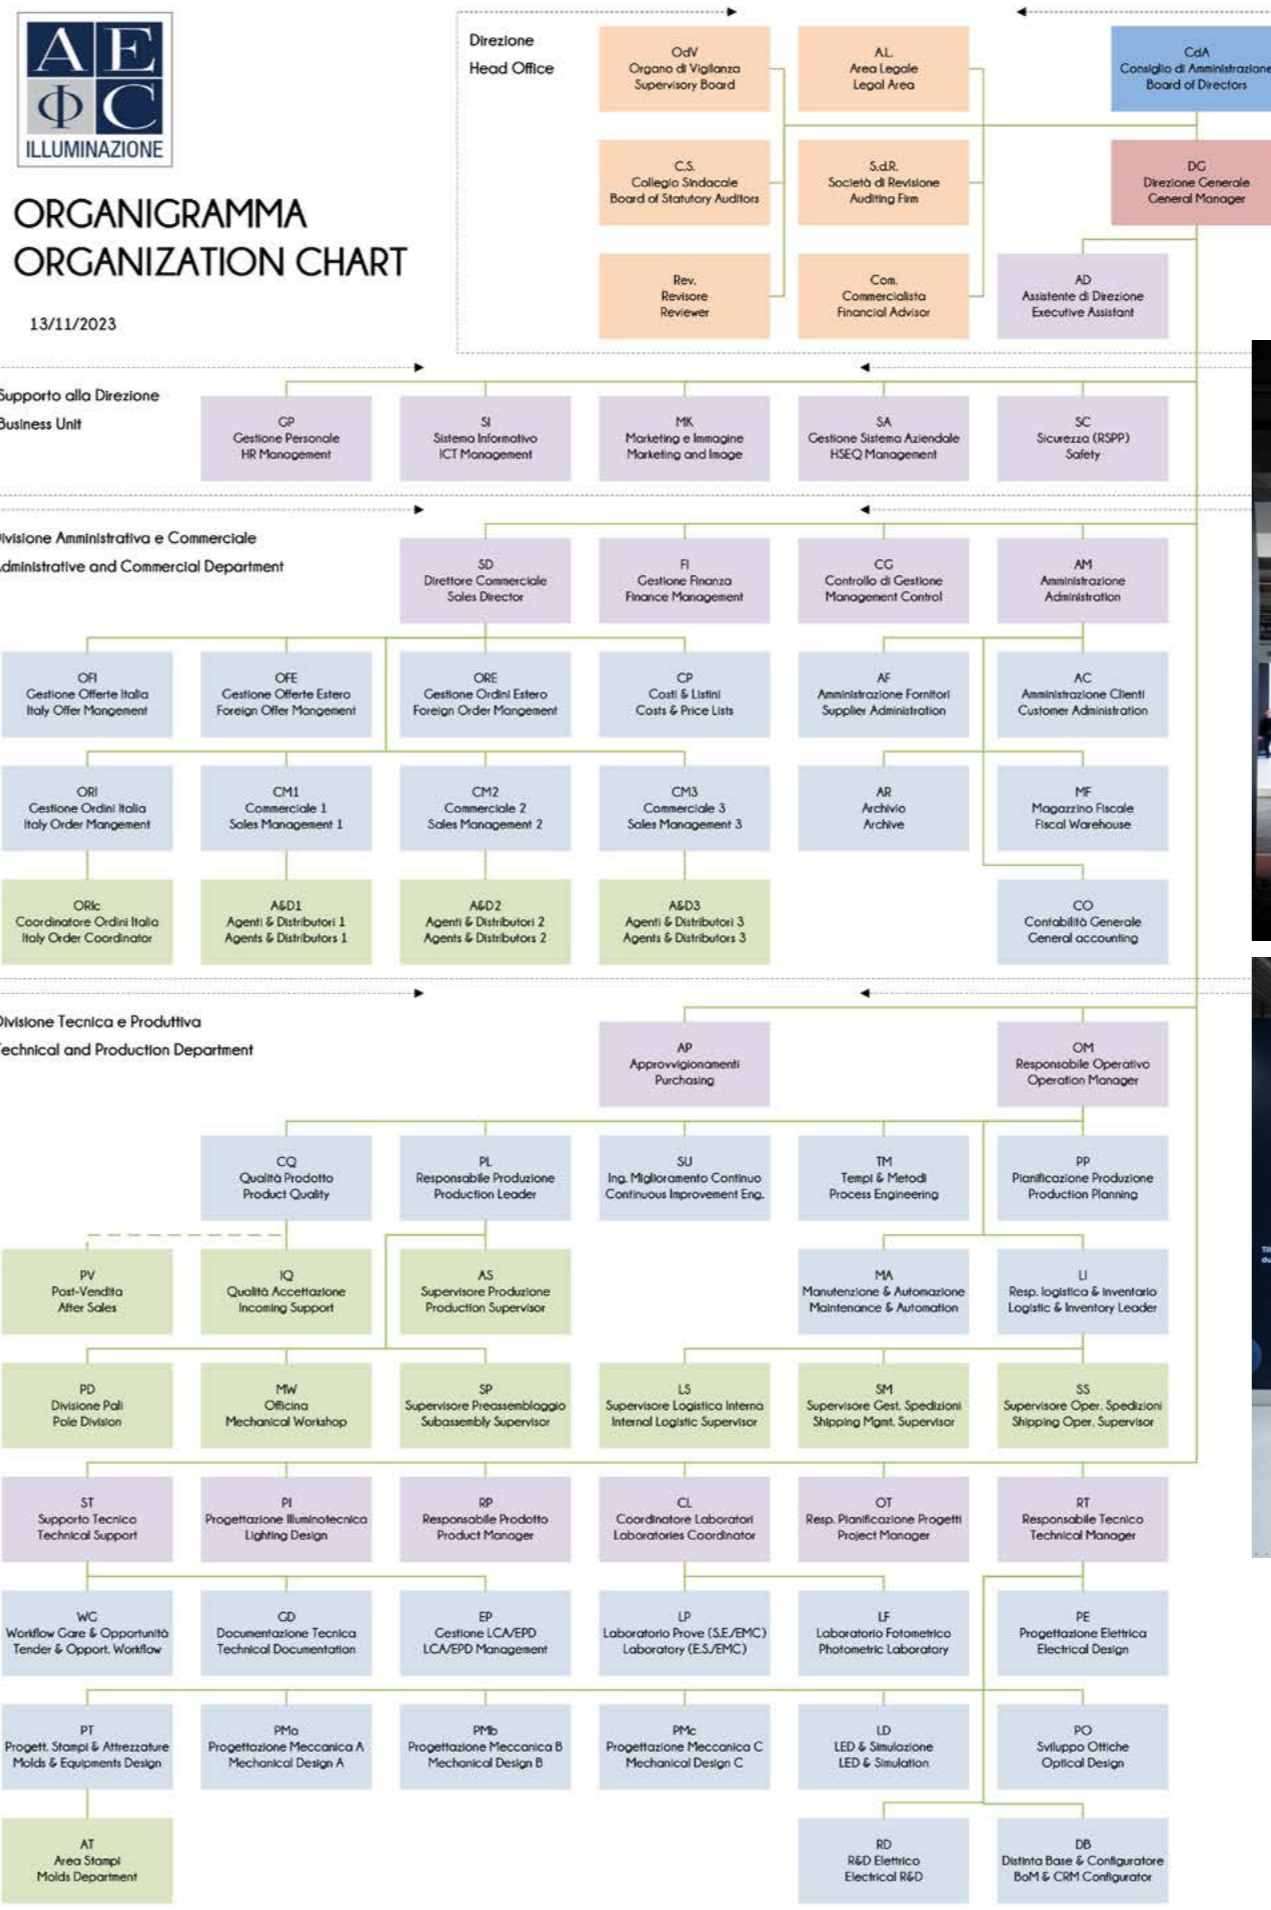 AE
ΦC
ILLUMINAZIONE
ORGANIGRAMMA
ORGANIZATION CHART
13/11/2023
Direzione
Head Office
OdV
Organo di Vigilanza
Supervisory Board
A.L.
Area Legale
Legal Area
CdA
Consiglio di Amministrazione
Board of Directors
C.S.
Collegio Sindacale
Board of Statutory Auditors
S.d.R.
Società di Revisione
Auditing Firm
DG
Direzione Generale
General Manager
Rev.
Revisore
Reviewer
Com.
Commercialista
Financial Advisor
AD
Assistente di Direzione
Executive Assistant
Supporto alla Direzione
Business Unit
GP
Gestione Personale
HR Management
SI
Sistema Informativo
ICT Management
MK
Marketing e Immagine
Marketing and Image
SA
Gestione Sistema Aziendale
HSEQ Management
SC
Sicurezza (RSPP)
Safety
ivisione Amministrativa e Commerciale
dministrative and Commercial Department
SD
Direttore Commerciale
Sales Director
FI
Gestione Finanza
Finance Management
CG
Controllo di Gestione
Management Control
AM
Amministrazione
Administration
OFI
Gestione Offerte Italia
Italy Offer Mangement
OFE
Gestione Offerte Estero
Foreign Offer Mangement
ORE
Gestione Ordini Estero
Foreign Order Mangement
CP
Costi & Listini
Costs & Price Lists
AF
Amministrazione Fornitori
Supplier Administration
AC
Amministrazione Clienti
Customer Administration
ORI
Gestione Ordini Italia
Italy Order Mangement
CM1
Commerciale 1
Sales Management 1
CM2
Commerciale 2
Sales Management 2
CM3
Commerciale 3
Sales Management 3
AR
Archivio
Archive
MF
Magazzino Fiscale
Fiscal Warehouse
ORIc
Coordinatore Ordini Italia
Italy Order Coordinator
A&D1
Agenti & Distributori 1
Agents & Distributors 1
A&D2
Agenti & Distributori 2
Agents & Distributors 2
A&D3
Agenti & Distributori 3
Agents & Distributors 3
CO
Contabilità Generale
General accounting
Divisione Tecnica e Produttiva
Technical and Production Department
AP
Approvvigionamenti
Purchasing
OM
Responsabile Operativo
Operation Manager
CQ
Qualità Prodotto
Product Quality
PL
Responsabile Produzione
Production Leader
SU
Ing. Miglioramento Continuo
Continuous Improvement Eng.
TM
Tempi & Metodi
Process Engineering
PP
Pianificazione Produzione
Production Planning
PV
Post-Vendita
After Sales
IQ
Qualità Accettazione
Incoming Support
AS
Supervisore Produzione
Production Supervisor
MA
Manutenzione & Automazione
Maintenance & Automation
LI
Resp. logistica & inventario
Logistic & Inventory Leader
PD
Divisione Pali
Pole Division
MW
Officina
Mechanical Workshop
SP
Supervisore Preassemblaggio
Subassembly Supervisor
LS
Supervisore Logistica Interna
Internal Logistic Supervisor
SM
Supervisore Gest. Spedizioni
Shipping Mgmt. Supervisor
SS
Supervisore Oper. Spedizioni
Shipping Oper. Supervisor
ST
Supporto Tecnico
Technical Support
PI
Progettazione Illuminotecnica
Lighting Design
RP
Responsabile Prodotto
Product Manager
CL
Coordinatore Laboratori
Laboratories Coordinator
OT
Resp. Pianificazione Progetti
Project Manager
RT
Responsabile Tecnico
Technical Manager
WG
Workflow Gare & Opportunità
Tender & Opport. Workflow
GD
Documentazione Tecnica
Technical Documentation
EP
Gestione LCA/EPD
LCA/EPD Management
LP
Laboratorio Prove (S.E./EMC)
Laboratory (E.S./EMC)
LF
Laboratorio Fotometrico
Photometric Laboratory
PE
Progettazione Elettrica
Electrical Design
PT
Progett. Stampi & Attrezzature
Molds & Equipments Design
PMa
Progettazione Meccanica A
Mechanical Design A
PMb
Progettazione Meccanica B
Mechanical Design B
PMc
Progettazione Meccanica C
Mechanical Design C
LD
LED & Simulazione
LED & Simulation
PO
Sviluppo Ottiche
Optical Design
AT
Area Stampi
Molds Department
RD
R&D Elettrico
Electrical R&D
DB
Distinta Base & Configuratore
BoM & CRM Configurator